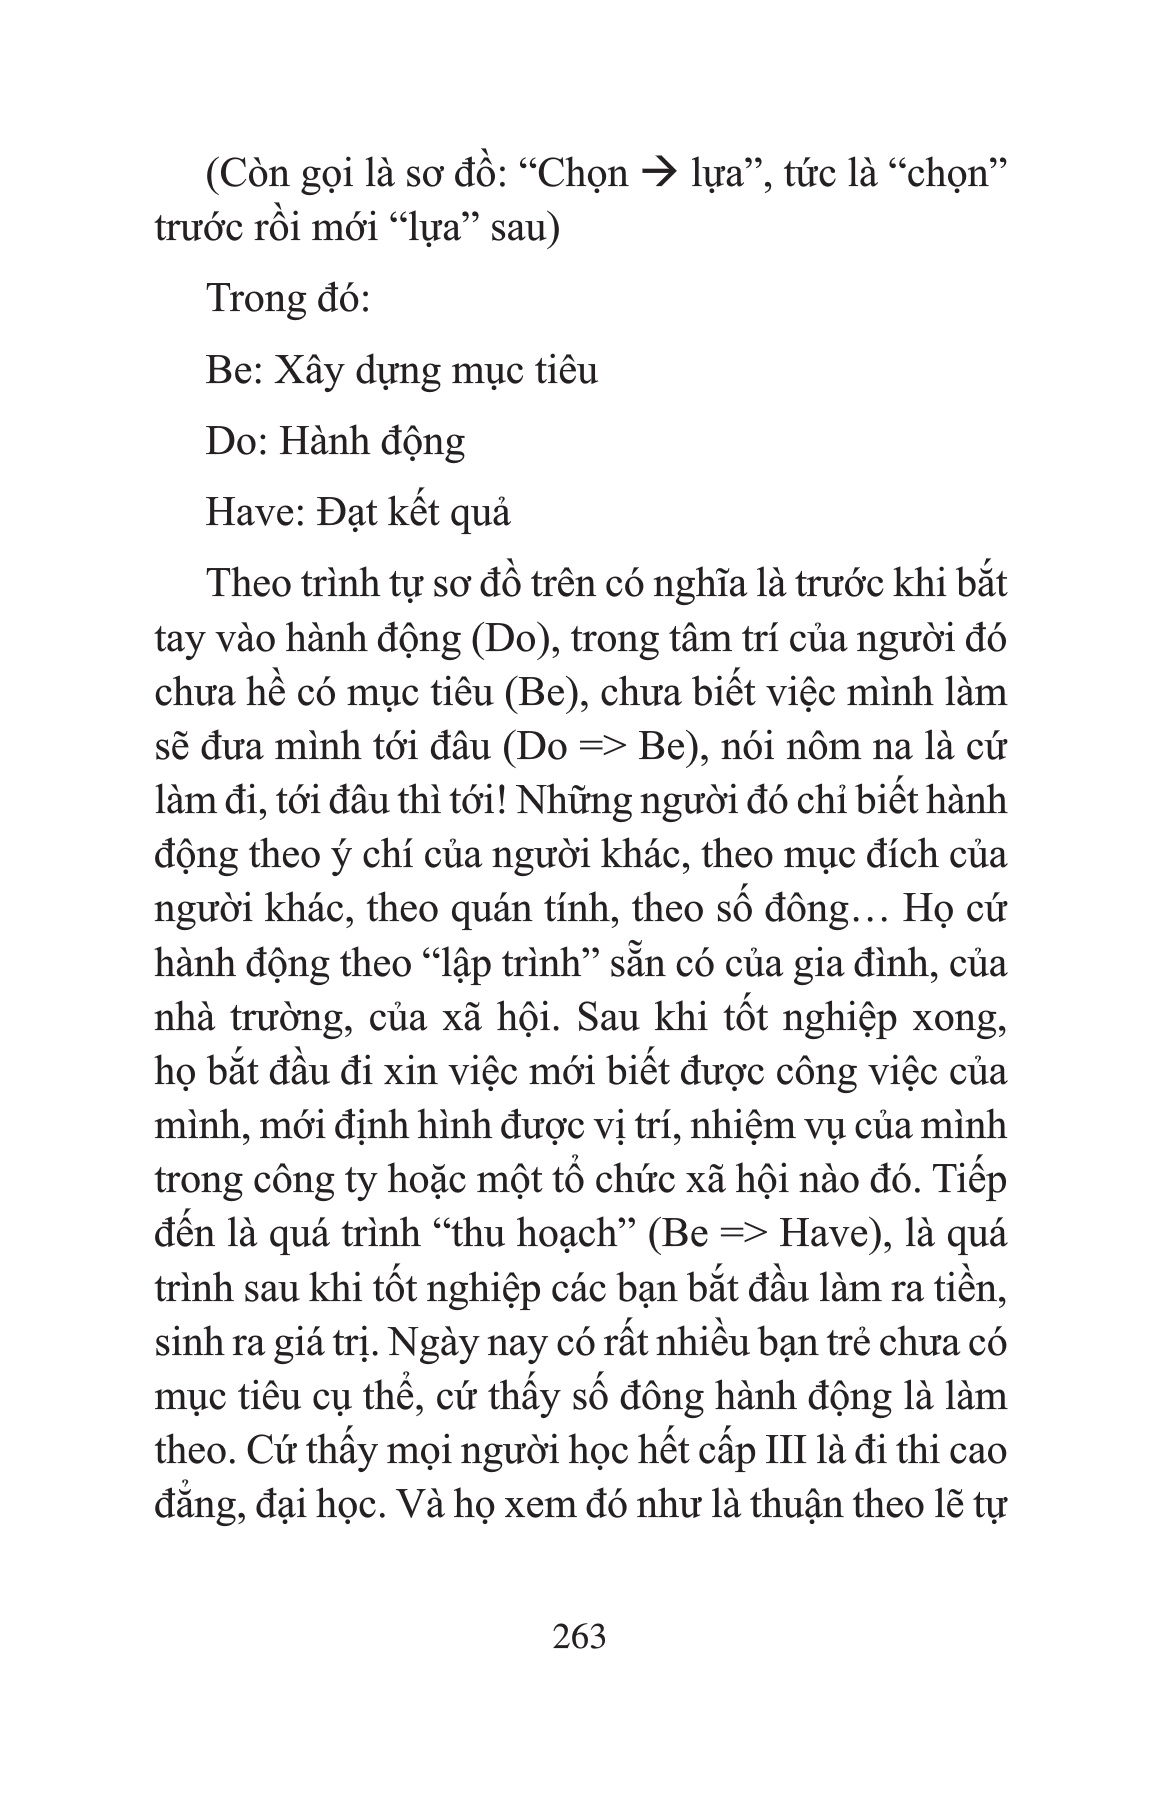 (Còn gọi là sơ đồ: “Chọn → lựa”, tức là “chọn”
trước rồi mới “lựa” sau)
Trong đó:
Be: Xây dựng mục tiêu
Do: Hành động
Have: Đạt kết quả
Theo trình tự sơ đồ trên có nghĩa là trước khi bắt
tay vào hành động (Do), trong tâm trí của người đó
chưa hề có mục tiêu (Be), chưa biết việc mình làm
sẽ đưa mình tới đâu (Do => Be), nói nôm na là cứ
làm đi, tới đâu thì tới! Những người đó chỉ biết hành
động theo ý chí của người khác, theo mục đích của
người khác, theo quán tính, theo số đông… Họ cứ
hành động theo “lập trình” sẵn có của gia đình, của
nhà trường, của xã hội. Sau khi tốt nghiệp xong,
họ bắt đầu đi xin việc mới biết được công việc của
mình, mới định hình được vị trí, nhiệm vụ của mình
trong công ty hoặc một tổ chức xã hội nào đó. Tiếp
đến là quá trình “thu hoạch” (Be => Have), là quá
trình sau khi tốt nghiệp các bạn bắt đầu làm ra tiền,
sinh ra giá trị. Ngày nay có rất nhiều bạn trẻ chưa có
mục tiêu cụ thể, cứ thấy số đông hành động là làm
theo. Cứ thấy mọi người học hết cấp III là đi thi cao
đẳng, đại học. Và họ xem đó như là thuận theo lẽ tự
263